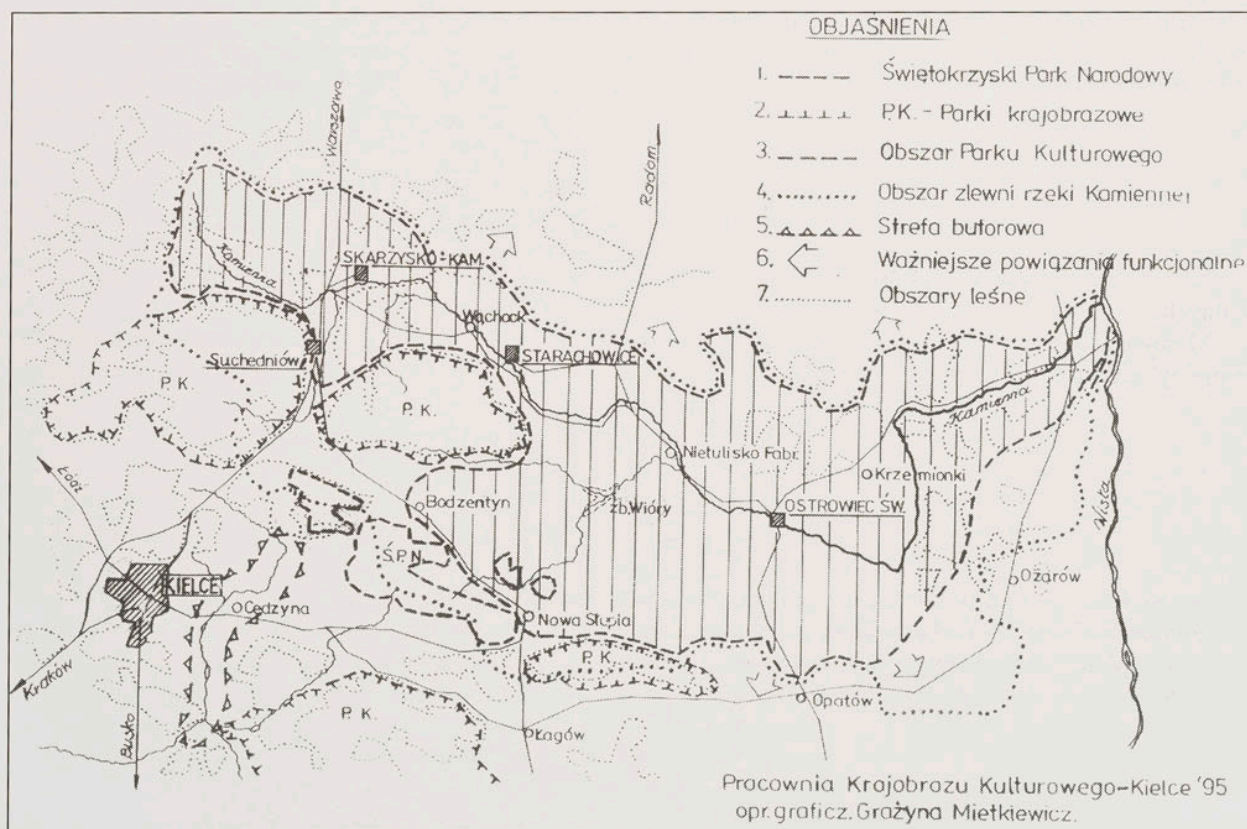 OBJAŚNIENIA
1. Świętokrzyski Park Narodowy
2. P.K. - Parki krajobrazowe
3. Obszar Parku Kulturowego
4. Obszar zlewni rzeki Kamiennej
5. Strefa buforowa
6. Ważniejsze powiązania funkcjonalne
7. Obszary leśne
Warszawa
Radom
Kamienna
SKARŻYSKO-KAM.
Wąchock
Suchedniów
STARACHOWICE
P. K.
P. K.
Kamienna
Nietulisko Fabr.
Krzemionki
Łódź
Bodzentyn
zb. Wióry
OSTROWIEC ŚW.
Wisła
Ś.P.N.
KIELCE
Cedzyna
Ożarów
Nowa Słupia
P. K.
Kraków
Opatów
P. K.
Busko
Łagów
Pracownia Krajobrazu Kulturowego-Kielce '95
opr. graficz. Grażyna Mietkiewicz.